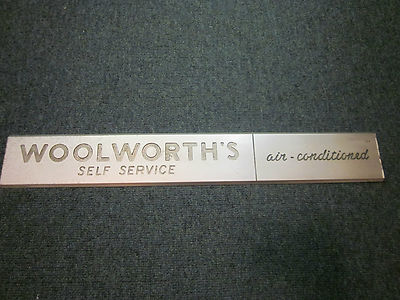 WOOLWORTH'S
SELF SERVICE
air-conditioned